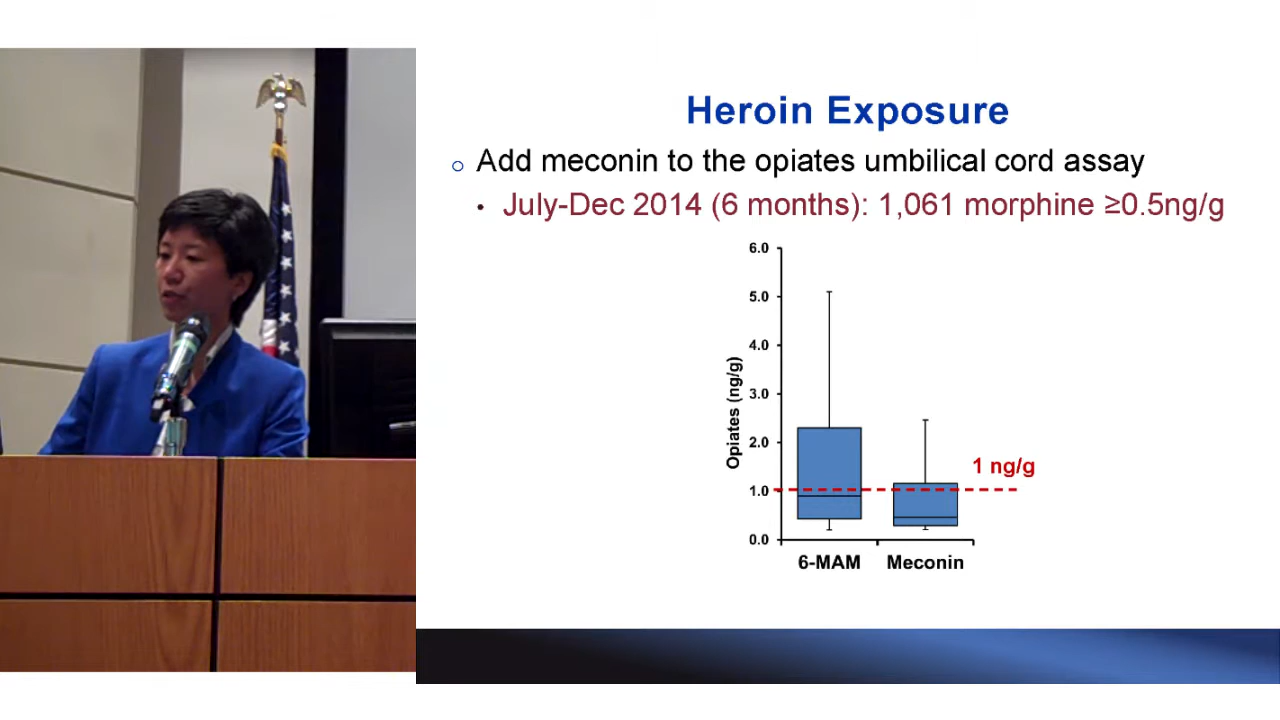 Heroin Exposure
Add meconin to the opiates umbilical cord assay
July-Dec 2014 (6 months): 1,061 morphine ≥0.5ng/g
6.0
5.0
4.0
3.0
2.0
1.0
0.0
Opiates (ng/g)
1 ng/g
6-MAM
Meconin